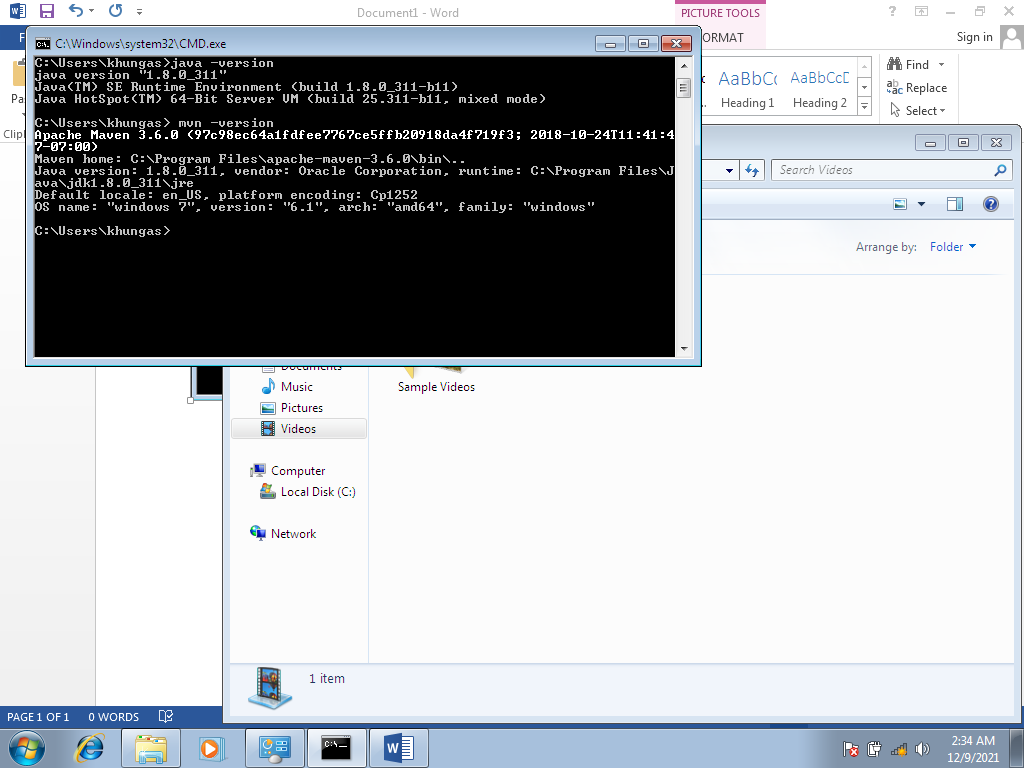 Document1 - Word
PICTURE TOOLS
Sign in
F
ORMAT
C:\Windows\system32\CMD.exe
Pa
Clip
C:\Users\khungas>java -version
java version "1.8.0_311"
Java(TM) SE Runtime Environment (build 1.8.0_311-b11)
Java HotSpot(TM) 64-Bit Server VM (build 25.311-b11, mixed mode)
C:\Users\khungas> mvn -version
Apache Maven 3.6.0 (97c98ec64a1fdfee7767ce5ffb20918da4f719f3; 2018-10-24T11:41:4
7-07:00)
Maven home: C:\Program Files\apache-maven-3.6.0\bin\..
Java version: 1.8.0_311, vendor: Oracle Corporation, runtime: C:\Program Files\J
ava\jdk1.8.0_311\jre
Default locale: en_US, platform encoding: Cp1252
OS name: "windows 7", version: "6.1", arch: "amd64", family: "windows"
C:\Users\khungas>
AaBbCc AaBbCcD
Heading 1 Heading 2
Find
Replace
Select
Search Videos
Arrange by: Folder
Documents
Music
Pictures
Videos
Computer
Local Disk (C:)
Network
Sample Videos
1 item
PAGE 1 OF 1 0 WORDS
2:34 AM
12/9/2021